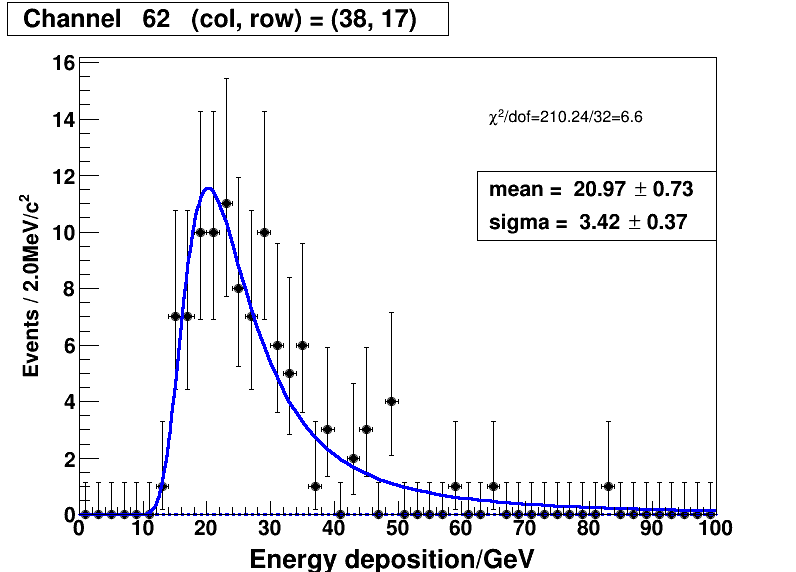 Channel 62 (col, row) = (38, 17)
16
14
12
10
8
6
4
2
0
Events / 2.0MeV/c²
χ²/dof=210.24/32=6.6
mean = 20.97 ± 0.73
sigma = 3.42 ± 0.37
0 10 20 30 40 50 60 70 80 90 100
Energy deposition/GeV